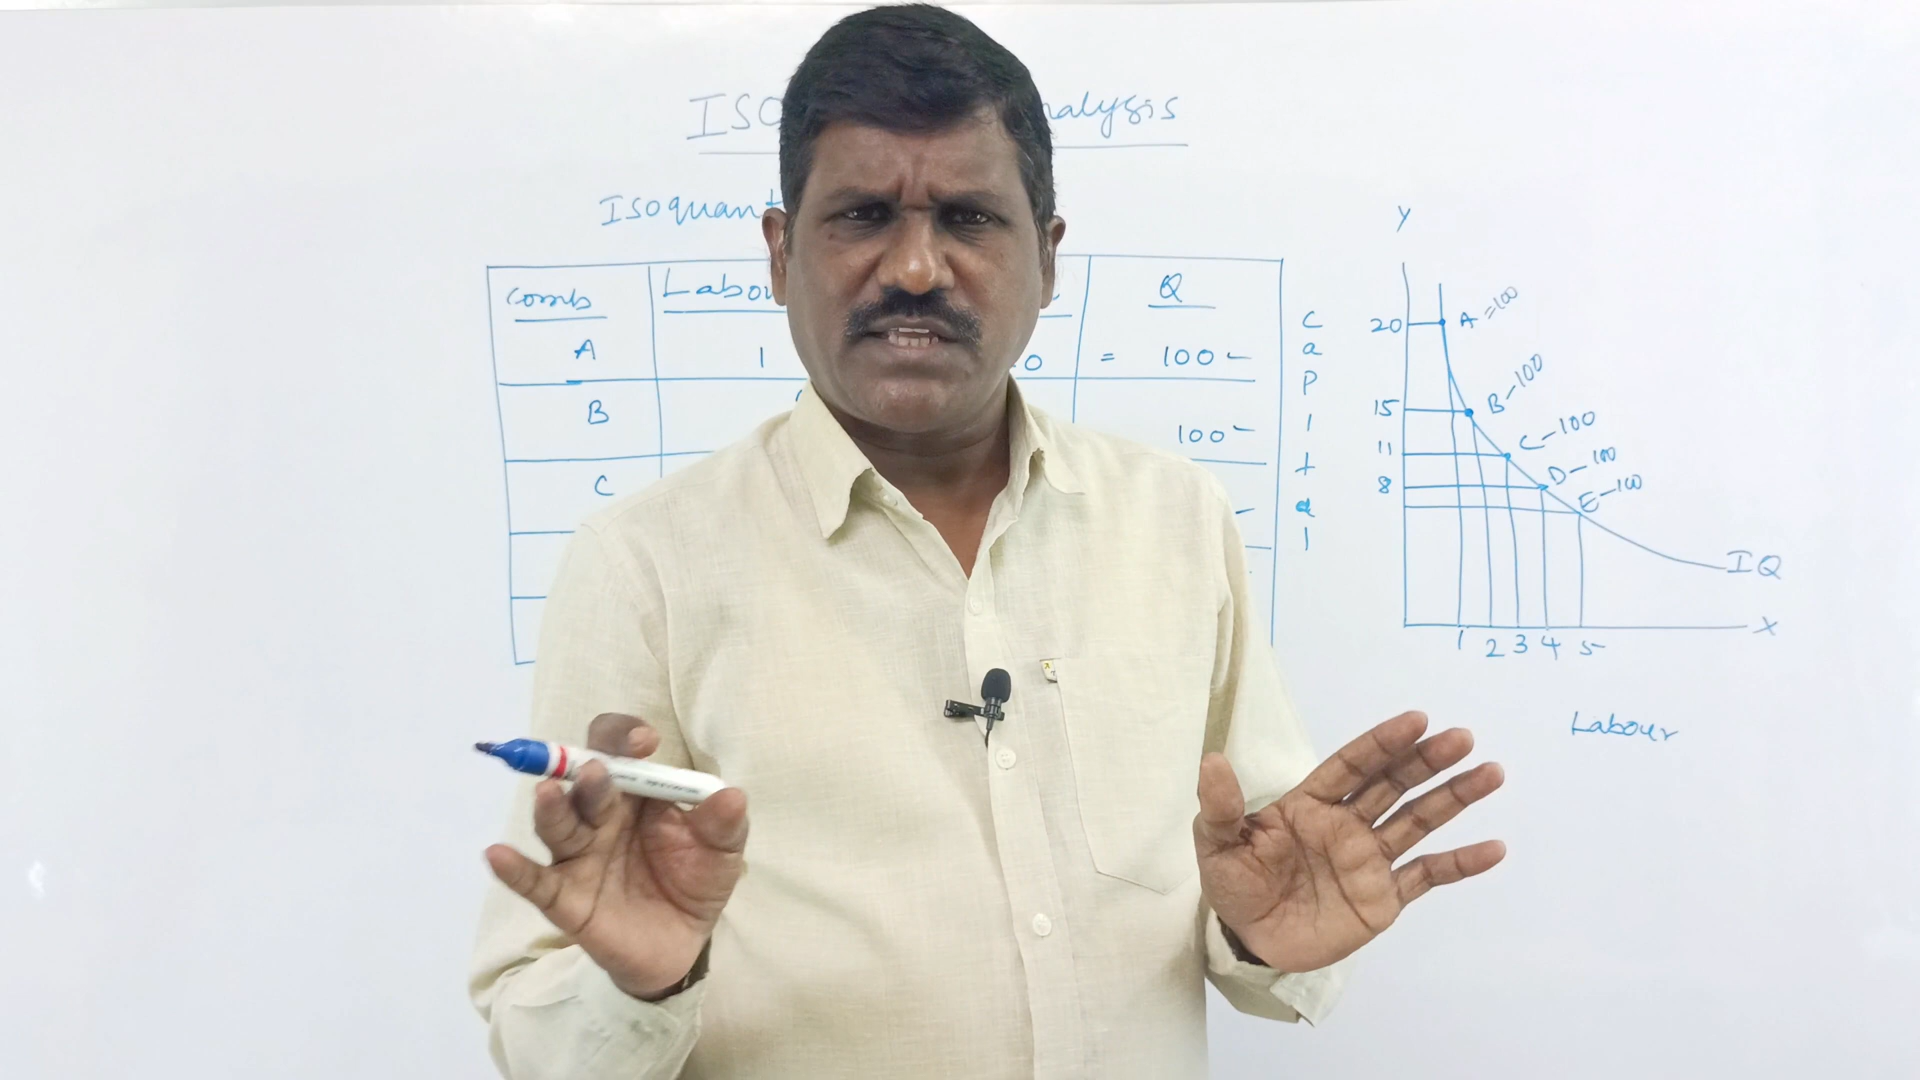 ISO nalysis
Isoquant
Comb Labou Q
A 1 0 = 100
B 100
C
Y
Capital
20 A =100
15 B-100
11 C-100
8 D-100
E-100
IQ
X
1 2 3 4 5
Labour